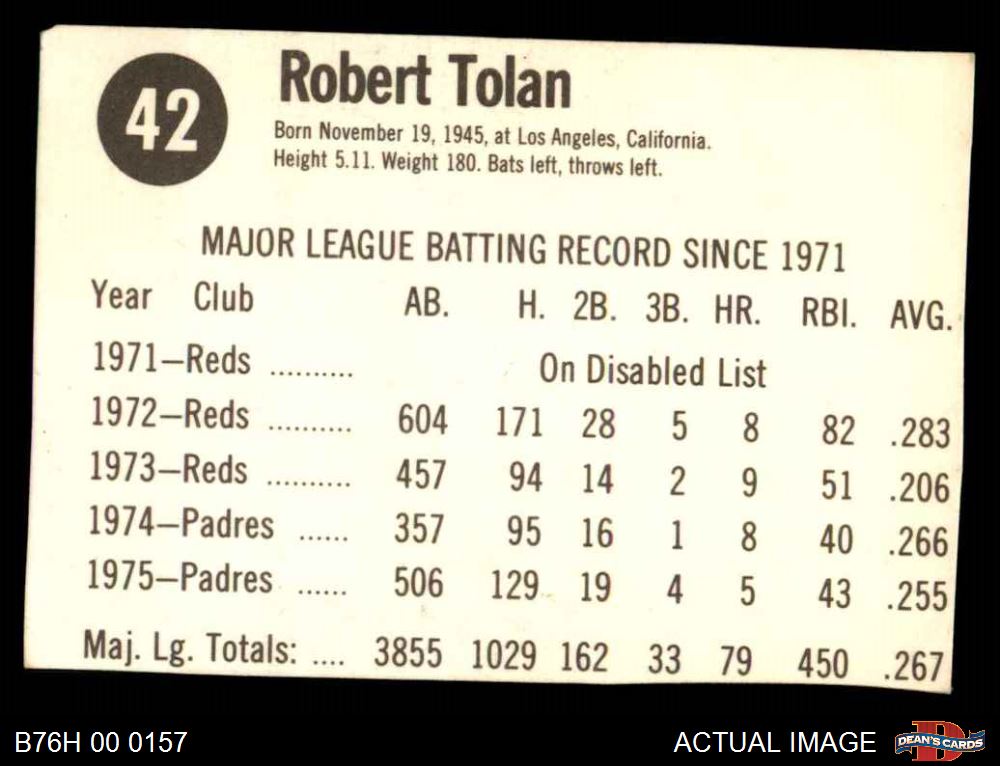 42
Robert Tolan
Born November 19, 1945, at Los Angeles, California.
Height 5.11. Weight 180. Bats left, throws left.
MAJOR LEAGUE BATTING RECORD SINCE 1971
Year Club AB. H. 2B. 3B. HR. RBI. AVG.
1971—Reds .......... On Disabled List
1972—Reds .......... 604 171 28 5 8 82 .283
1973—Reds .......... 457 94 14 2 9 51 .206
1974—Padres ...... 357 95 16 1 8 40 .266
1975—Padres ...... 506 129 19 4 5 43 .255
Maj. Lg. Totals: .... 3855 1029 162 33 79 450 .267
B76H 00 0157 ACTUAL IMAGE D DEAN'S CARDS